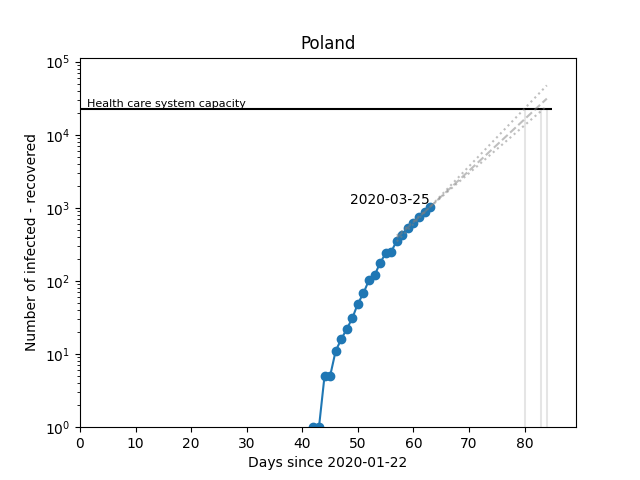 Poland
10⁵
10⁴
10³
10²
10¹
10⁰
Number of infected - recovered
Health care system capacity
2020-03-25
0 10 20 30 40 50 60 70 80
Days since 2020-01-22